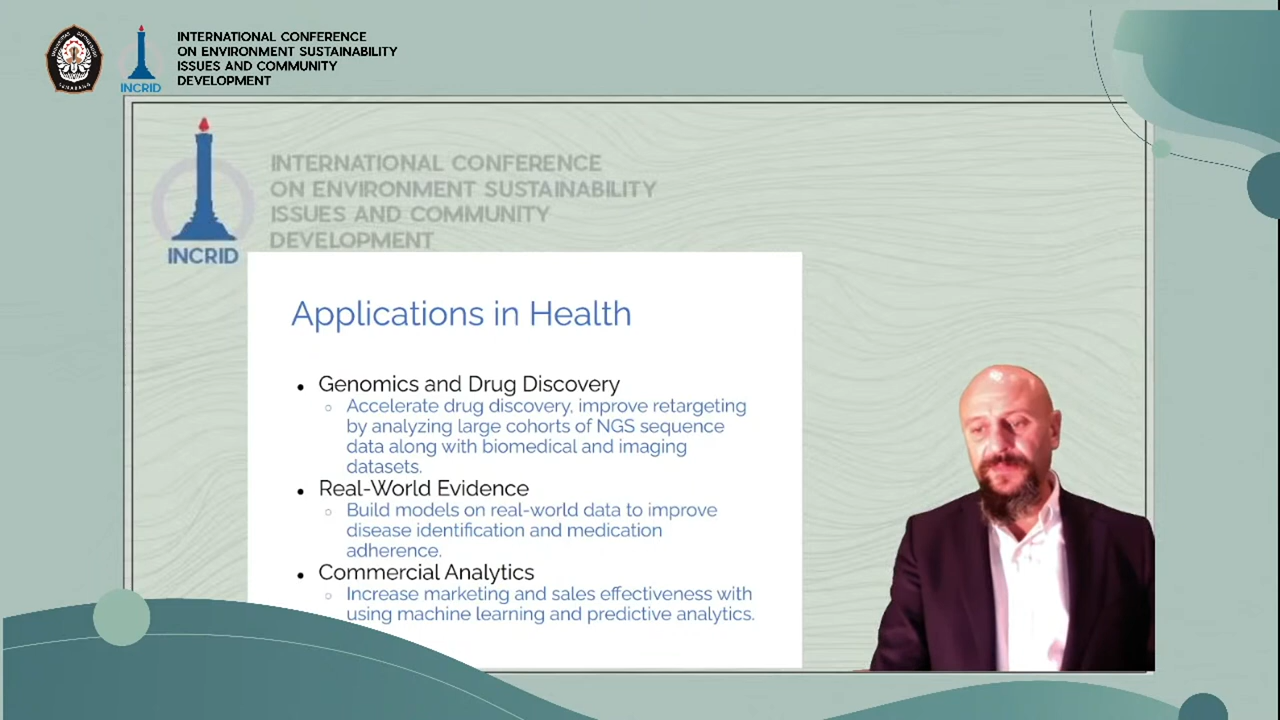 INTERNATIONAL CONFERENCE
ON ENVIRONMENT SUSTAINABILITY
ISSUES AND COMMUNITY
DEVELOPMENT
INCRID
SEMARANG
INTERNATIONAL CONFERENCE
ON ENVIRONMENT SUSTAINABILITY
ISSUES AND COMMUNITY
DEVELOPMENT
INCRID
Applications in Health
• Genomics and Drug Discovery
○ Accelerate drug discovery, improve retargeting
by analyzing large cohorts of NGS sequence
data along with biomedical and imaging
datasets.
• Real-World Evidence
○ Build models on real-world data to improve
disease identification and medication
adherence.
• Commercial Analytics
○ Increase marketing and sales effectiveness with
using machine learning and predictive analytics.